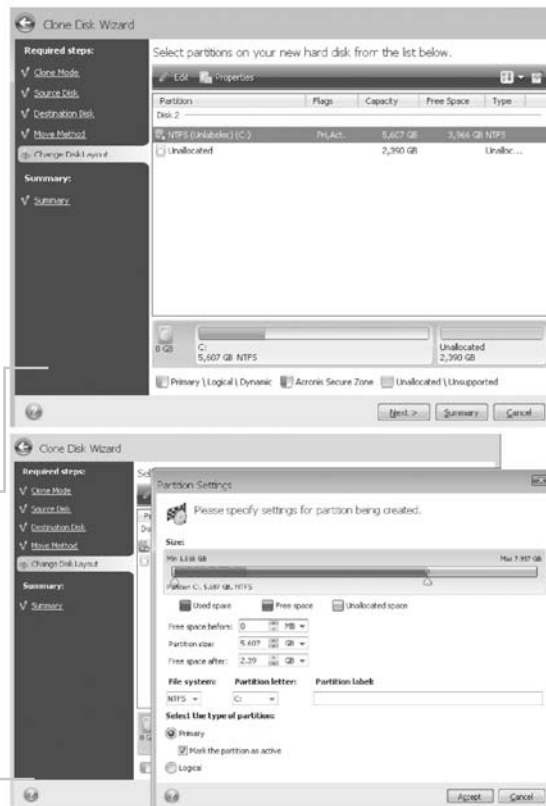 Clone Disk Wizard
Required steps:
Clone Mode
Source Disk
Destination Disk
Move Method
Change Disk Layout
Summary:
Summary
Select partitions on your new hard disk from the list below.
Edit Properties
Partition Flags Capacity Free Space Type
Disk 2
NTFS (Unlabeled) (C:) Pri,Act. 5,607 GB 3,966 GB NTFS
Unallocated 2,390 GB Unalloc...
8 GB
C:
5,607 GB NTFS
Unallocated
2,390 GB
Primary \ Logical \ Dynamic Acronis Secure Zone Unallocated \ Unsupported
Next > Summary Cancel
Clone Disk Wizard
Required steps:
Clone Mode
Source Disk
Destination Disk
Move Method
Change Disk Layout
Summary:
Summary
Partition Settings
Please specify settings for partition being created.
Size:
Partition C:, 5,607 GB, NTFS
Used space Free space Unallocated space
Free space before: 0 MB
Partition size: 5.607 GB
Free space after: 2.39 GB
File system: Partition letter: Partition label:
NTFS C:
Select the type of partition:
Primary
Mark the partition as active
Logical
Accept Cancel